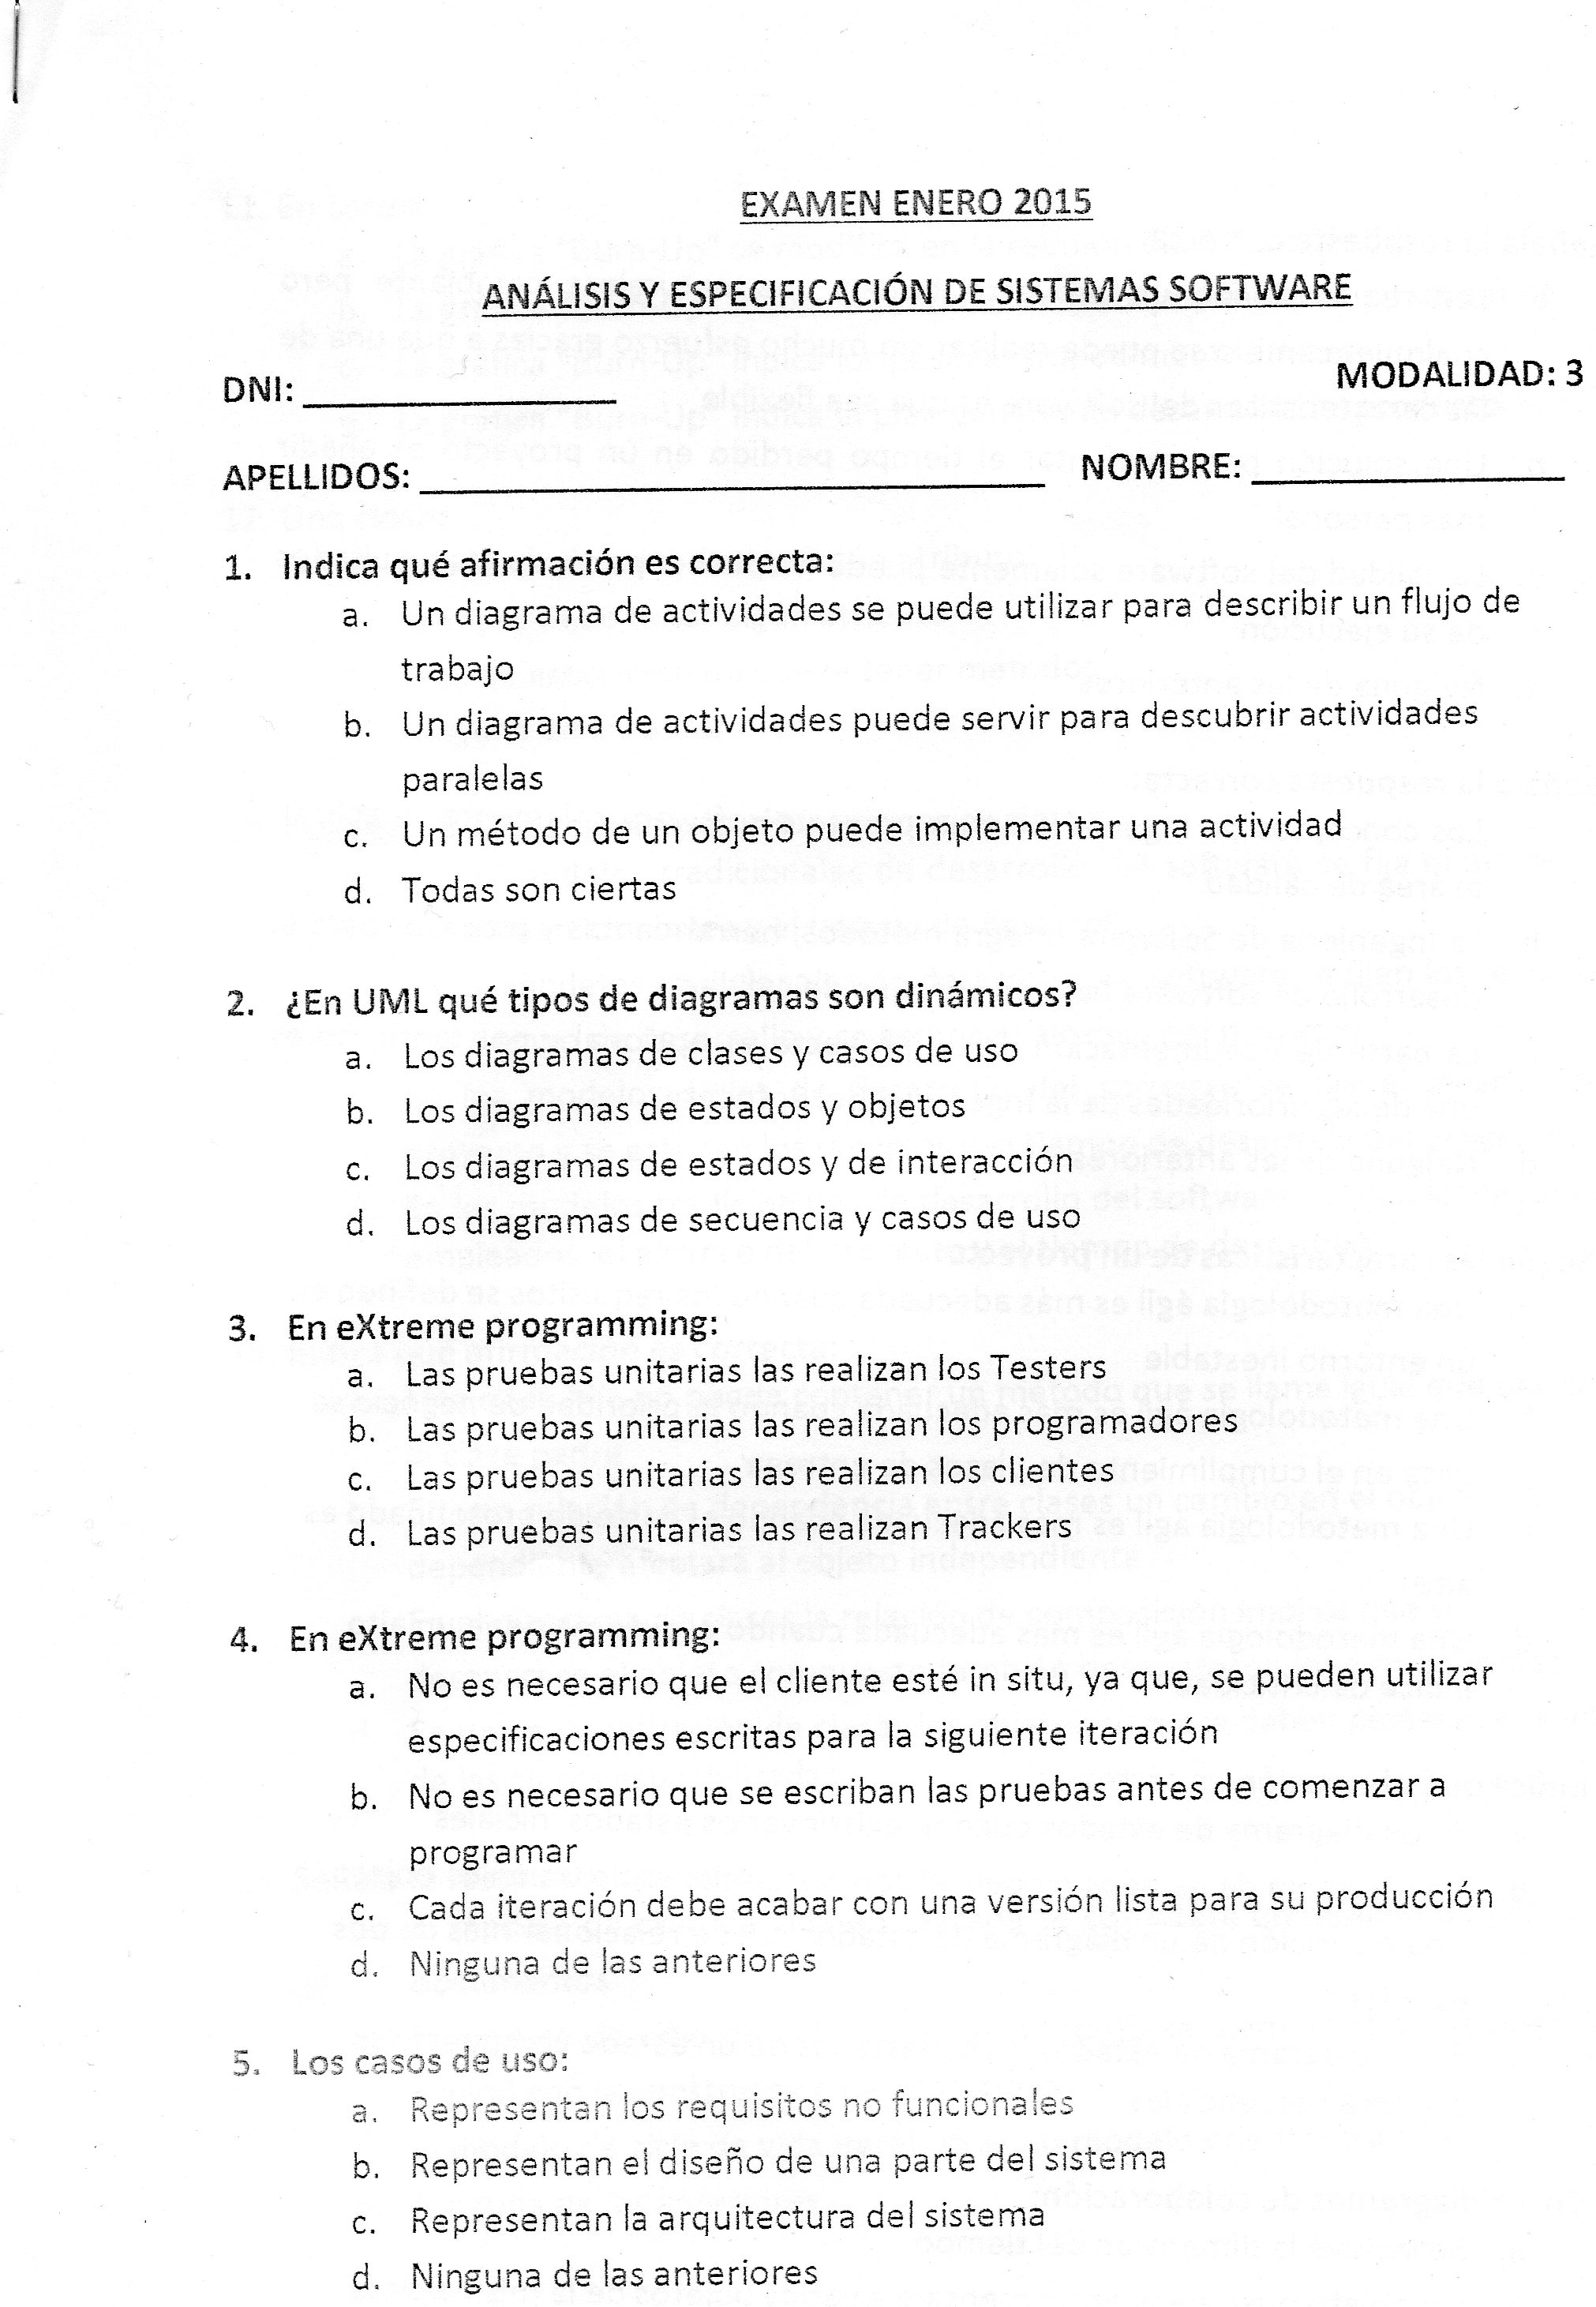 EXAMEN ENERO 2015
ANÁLISIS Y ESPECIFICACIÓN DE SISTEMAS SOFTWARE
DNI: MODALIDAD: 3
APELLIDOS: NOMBRE:
1. Indica qué afirmación es correcta:
a. Un diagrama de actividades se puede utilizar para describir un flujo de
trabajo
b. Un diagrama de actividades puede servir para descubrir actividades
paralelas
c. Un método de un objeto puede implementar una actividad
d. Todas son ciertas
2. ¿En UML qué tipos de diagramas son dinámicos?
a. Los diagramas de clases y casos de uso
b. Los diagramas de estados y objetos
c. Los diagramas de estados y de interacción
d. Los diagramas de secuencia y casos de uso
3. En eXtreme programming:
a. Las pruebas unitarias las realizan los Testers
b. Las pruebas unitarias las realizan los programadores
c. Las pruebas unitarias las realizan los clientes
d. Las pruebas unitarias las realizan Trackers
4. En eXtreme programming:
a. No es necesario que el cliente esté in situ, ya que, se pueden utilizar
especificaciones escritas para la siguiente iteración
b. No es necesario que se escriban las pruebas antes de comenzar a
programar
c. Cada iteración debe acabar con una versión lista para su producción
d. Ninguna de las anteriores
5. Los casos de uso:
a. Representan los requisitos no funcionales
b. Representan el diseño de una parte del sistema
c. Representan la arquitectura del sistema
d. Ninguna de las anteriores